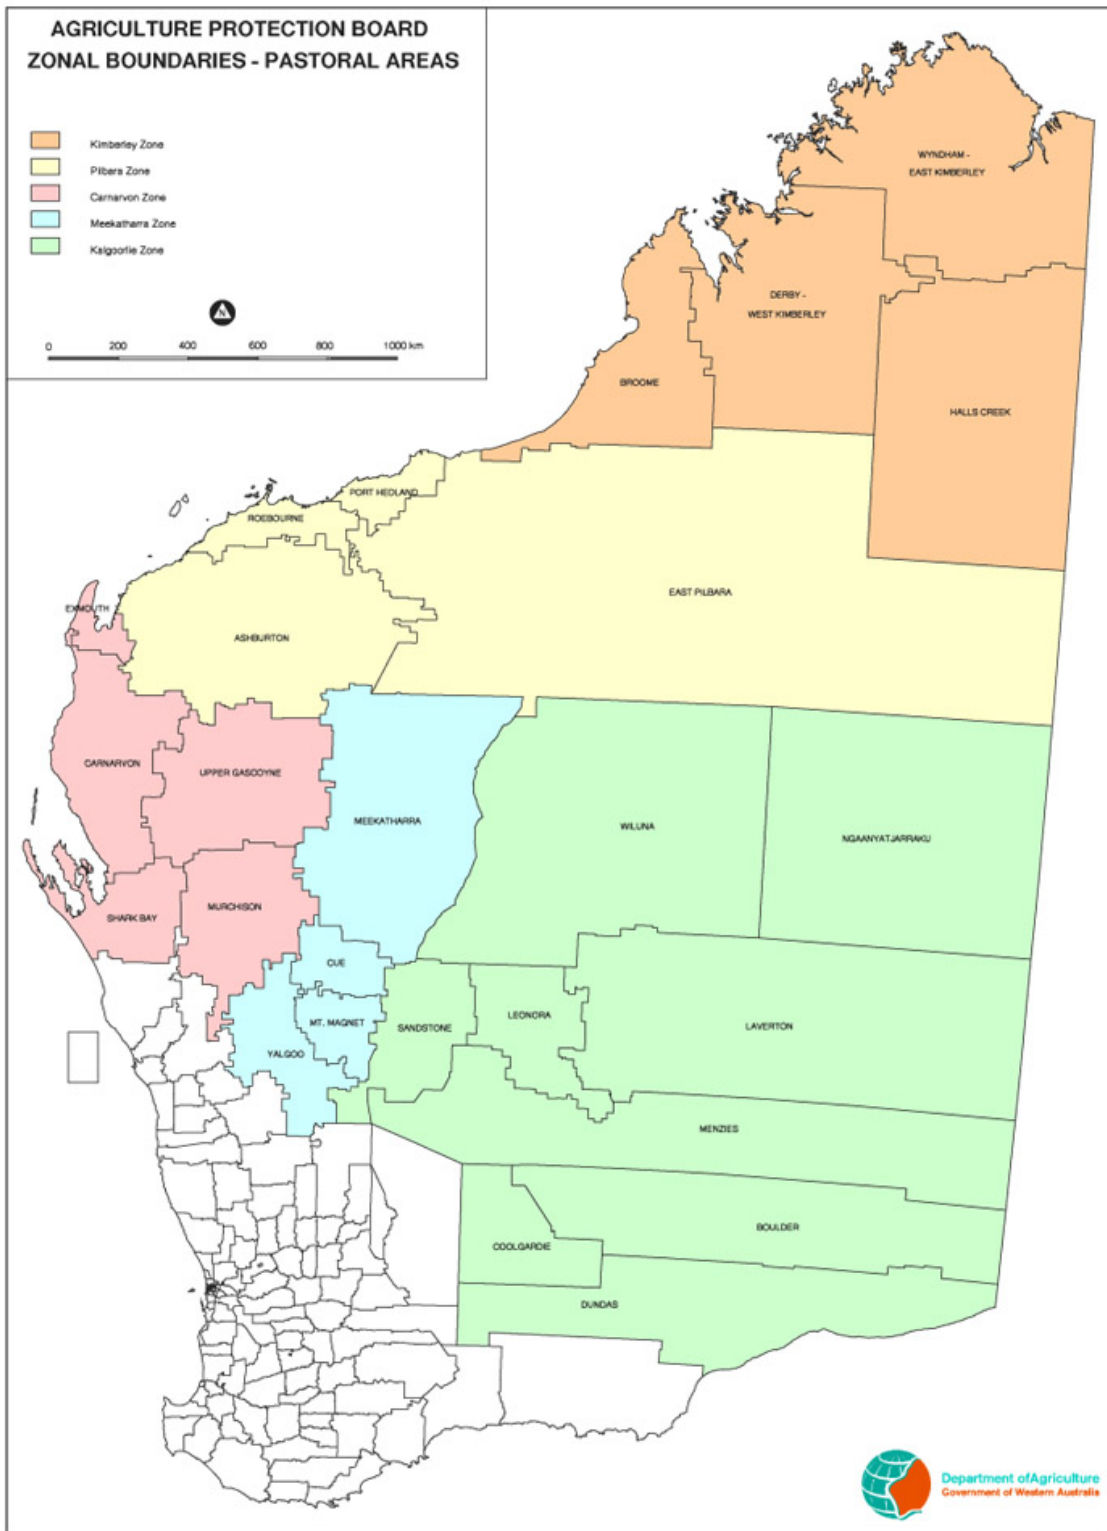 AGRICULTURE PROTECTION BOARD
ZONAL BOUNDARIES - PASTORAL AREAS
Kimberley Zone
Pilbara Zone
Carnarvon Zone
Meekatharra Zone
Kalgoorlie Zone
N
0 200 400 600 800 1000 km
WYNDHAM -
EAST KIMBERLEY
DERBY -
WEST KIMBERLEY
BROOME
HALLS CREEK
PORT HEDLAND
ROEBOURNE
EAST PILBARA
EXMOUTH
ASHBURTON
CARNARVON
UPPER GASCOYNE
MEEKATHARRA
WILUNA
NGAANYATJARRAKU
SHARK BAY
MURCHISON
CUE
MT. MAGNET
SANDSTONE
LEONORA
LAVERTON
YALGOO
MENZIES
BOULDER
COOLGARDIE
DUNDAS
Department of Agriculture
Government of Western Australia